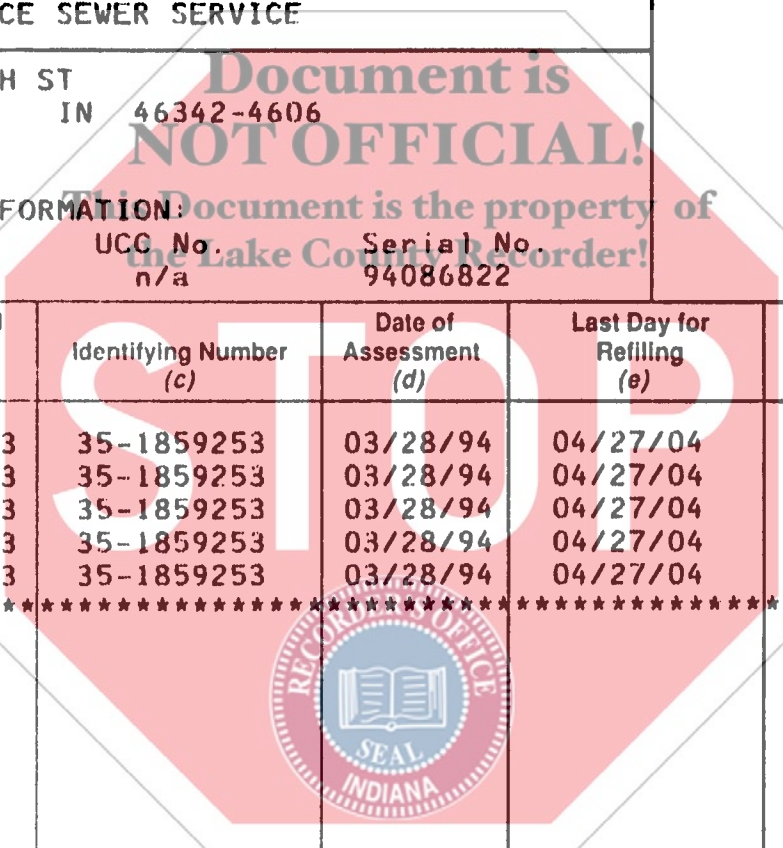 CE SEWER SERVICE
Document is
H ST
IN 46342-4606
NOT OFFICIAL!
FORMATION:
This Document is the property of
UCC No. Serial No.
the Lake County Recorder!
n/a 94086822
Identifying Number (c) Date of Assessment (d) Last Day for Refiling (e)
STOP
3 35-1859253 03/28/94 04/27/04
3 35-1859253 03/28/94 04/27/04
3 35-1859253 03/28/94 04/27/04
3 35-1859253 03/28/94 04/27/04
3 35-1859253 03/28/94 04/27/04
****************************************
RECORDER'S OFFICE
SEAL
INDIANA